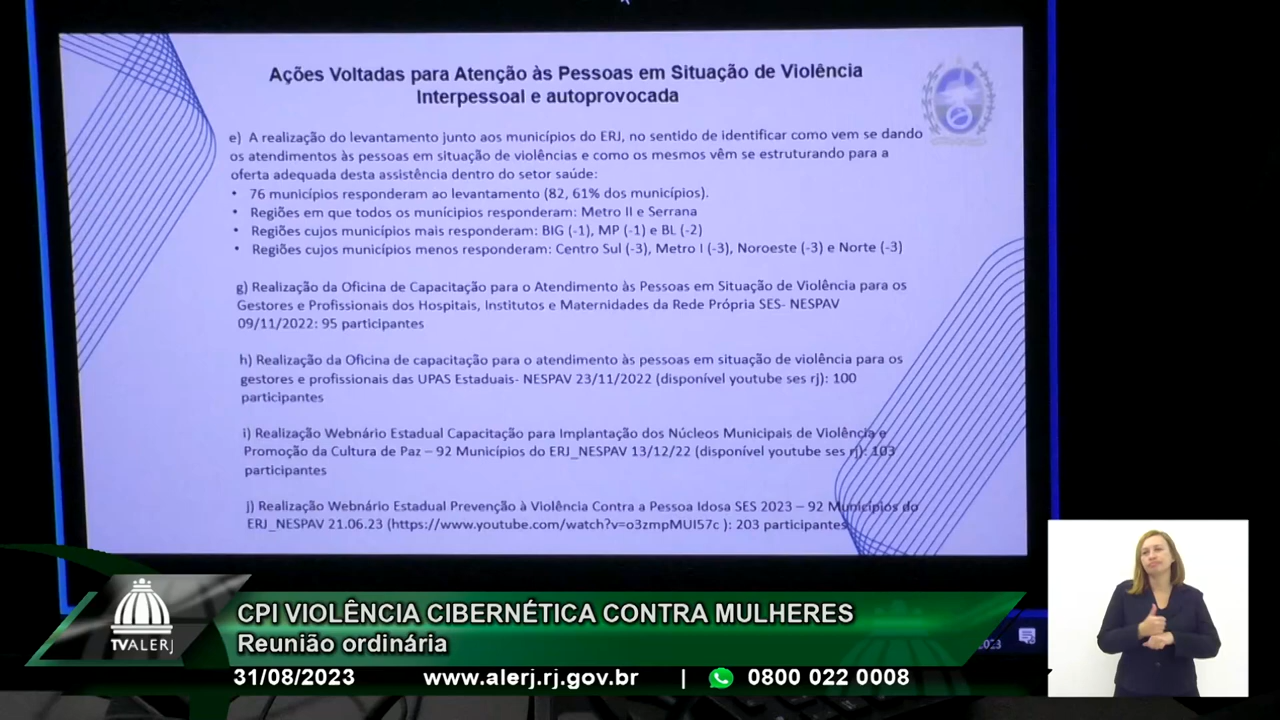 Ações Voltadas para Atenção às Pessoas em Situação de Violência
Interpessoal e autoprovocada
e) A realização do levantamento junto aos municípios do ERJ, no sentido de identificar como vem se dando
os atendimentos às pessoas em situação de violências e como os mesmos vêm se estruturando para a
oferta adequada desta assistência dentro do setor saúde:
• 76 municípios responderam ao levantamento (82, 61% dos municípios).
• Regiões em que todos os munícipios responderam: Metro II e Serrana
• Regiões cujos municípios mais responderam: BIG (-1), MP (-1) e BL (-2)
• Regiões cujos municípios menos responderam: Centro Sul (-3), Metro I (-3), Noroeste (-3) e Norte (-3)
g) Realização da Oficina de Capacitação para o Atendimento às Pessoas em Situação de Violência para os
Gestores e Profissionais dos Hospitais, Institutos e Maternidades da Rede Própria SES- NESPAV
09/11/2022: 95 participantes
h) Realização da Oficina de capacitação para o atendimento às pessoas em situação de violência para os
gestores e profissionais das UPAS Estaduais- NESPAV 23/11/2022 (disponível youtube ses rj): 100
participantes
i) Realização Webnário Estadual Capacitação para Implantação dos Núcleos Municipais de Violência e
Promoção da Cultura de Paz – 92 Municípios do ERJ_NESPAV 13/12/22 (disponível youtube ses rj): 103
participantes
j) Realização Webnário Estadual Prevenção à Violência Contra a Pessoa Idosa SES 2023 – 92 Municípios do
ERJ_NESPAV 21.06.23 (https://www.youtube.com/watch?v=o3zmpMUI57c ): 203 participantes
CPI VIOLÊNCIA CIBERNÉTICA CONTRA MULHERES
TVALERJ
Reunião ordinária
2023
31/08/2023 www.alerj.rj.gov.br | 0800 022 0008